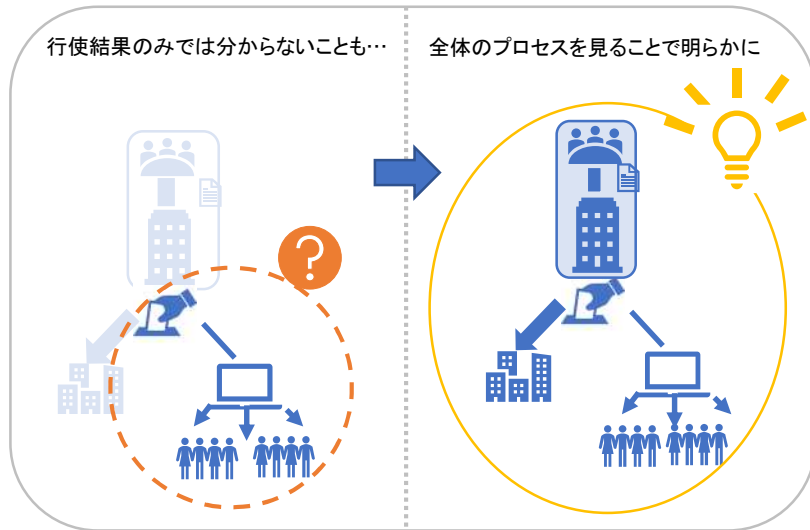 行使結果のみでは分からないことも…
全体のプロセスを見ることで明らかに
?